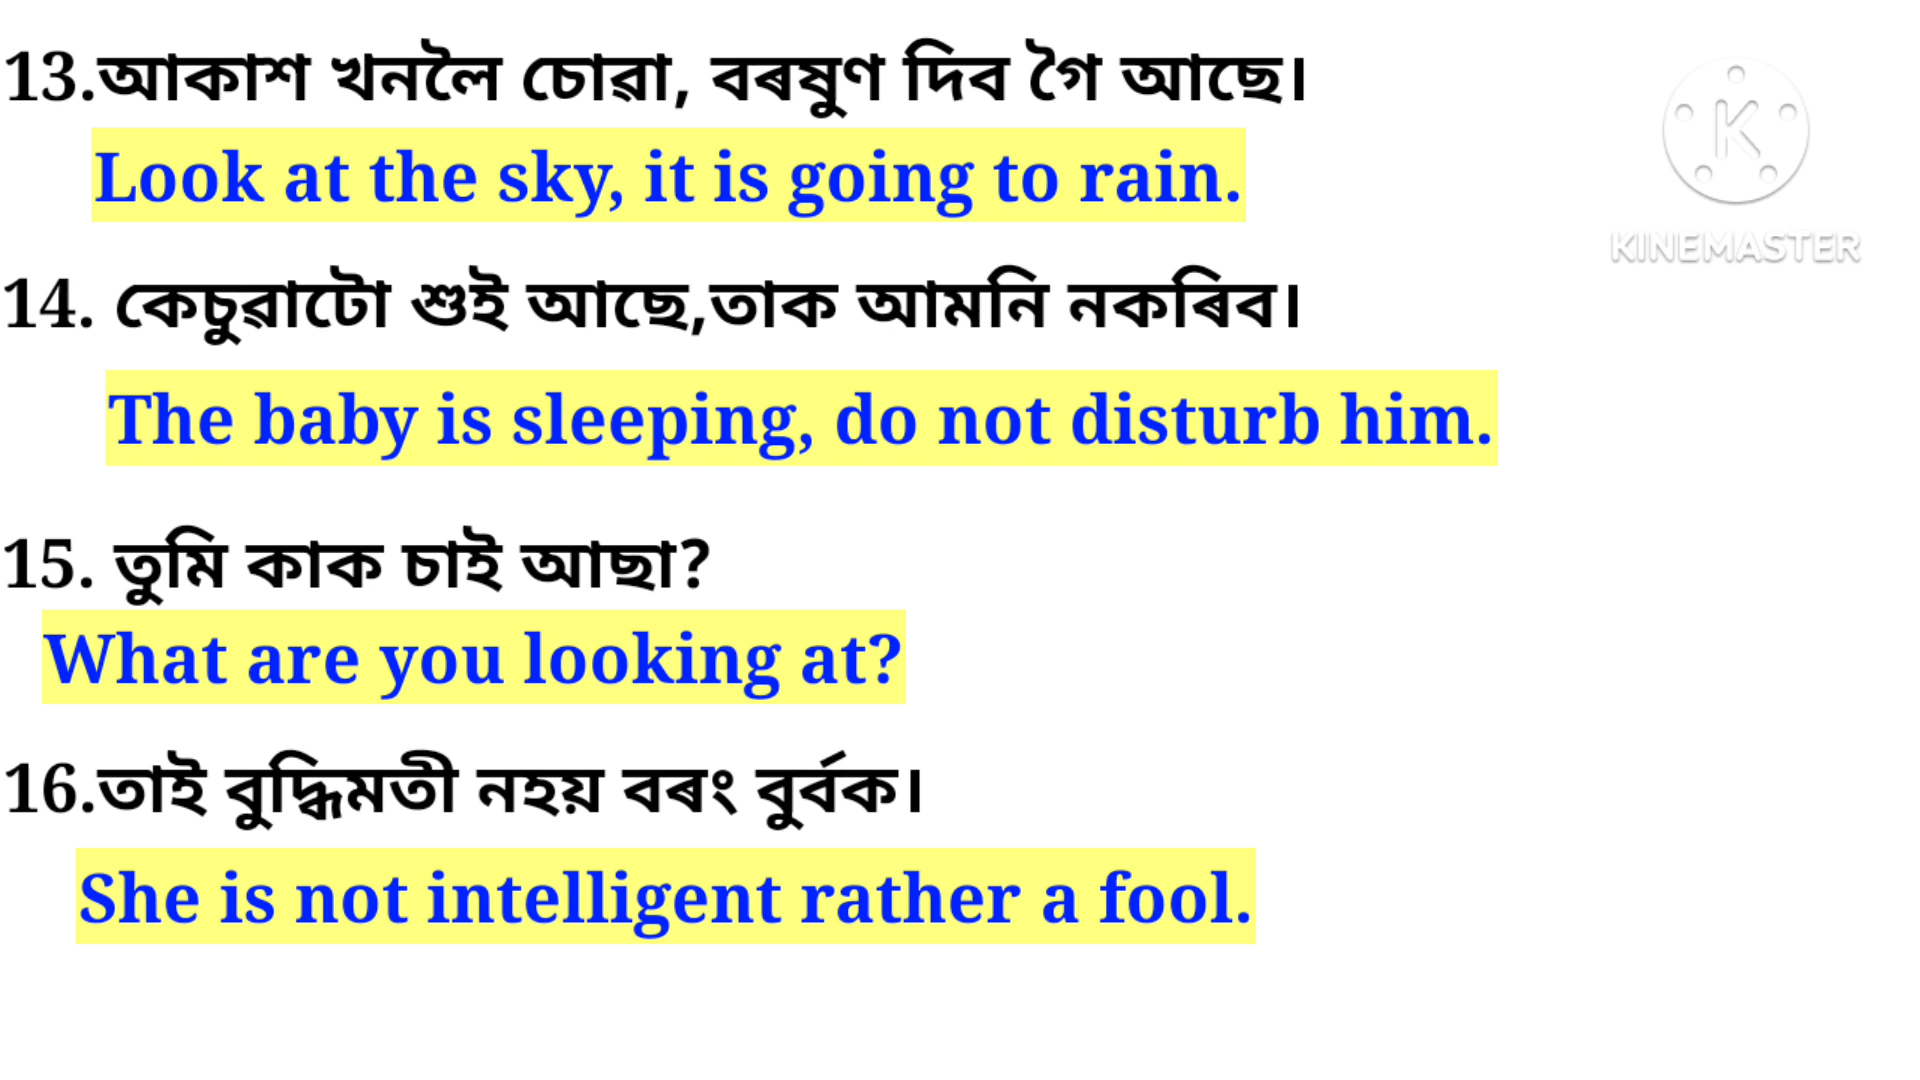 13.আকাশ খনলৈ চোৱা, বৰষুণ দিব গৈ আছে।
Look at the sky, it is going to rain.
K
KINEMASTER
14. কেচুৱাটো শুই আছে,তাক আমনি নকৰিব।
The baby is sleeping, do not disturb him.
15. তুমি কাক চাই আছা?
What are you looking at?
16.তাই বুদ্ধিমতী নহয় বৰং বুৰ্বক।
She is not intelligent rather a fool.